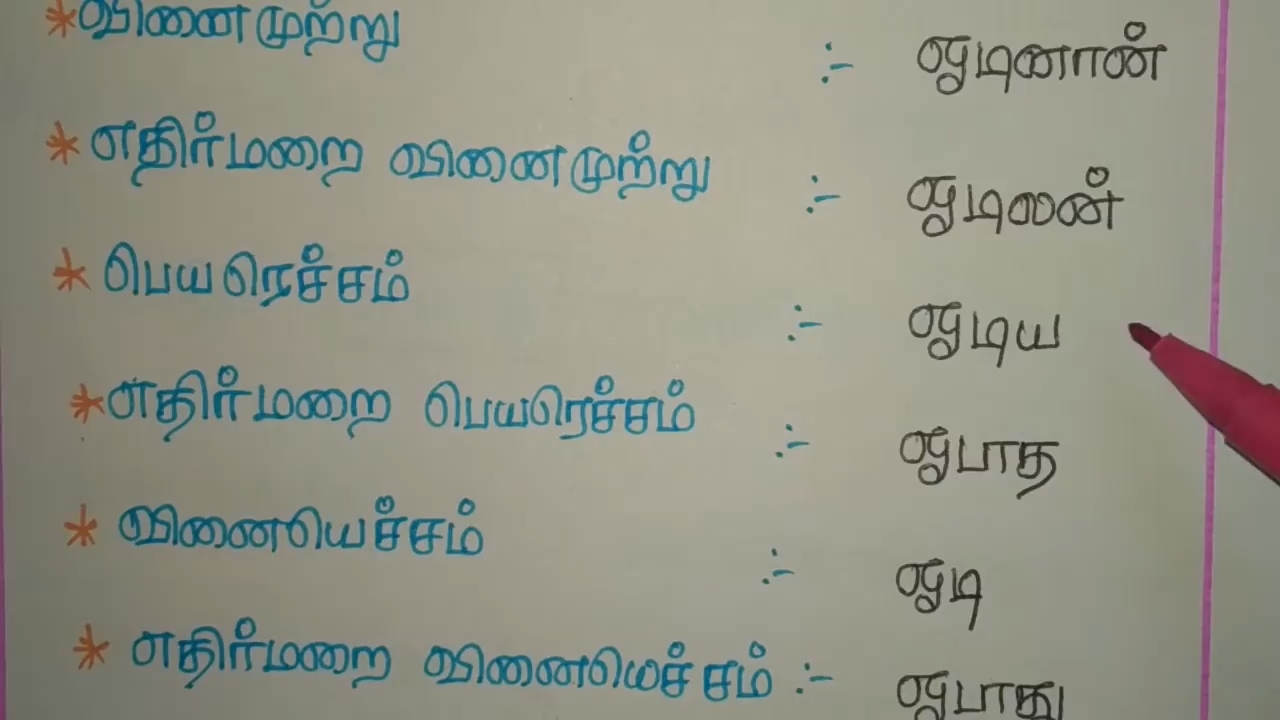 *வினைமுற்று :- ஓடினான்
* எதிர்மறை வினைமுற்று :- ஓடிலன்
* பெயரெச்சம் :- ஓடிய
*எதிர்மறை பெயரெச்சம் :- ஓடாத
* வினையெச்சம் :- ஓடி
* எதிர்மறை வினையெச்சம் :- ஓடாது